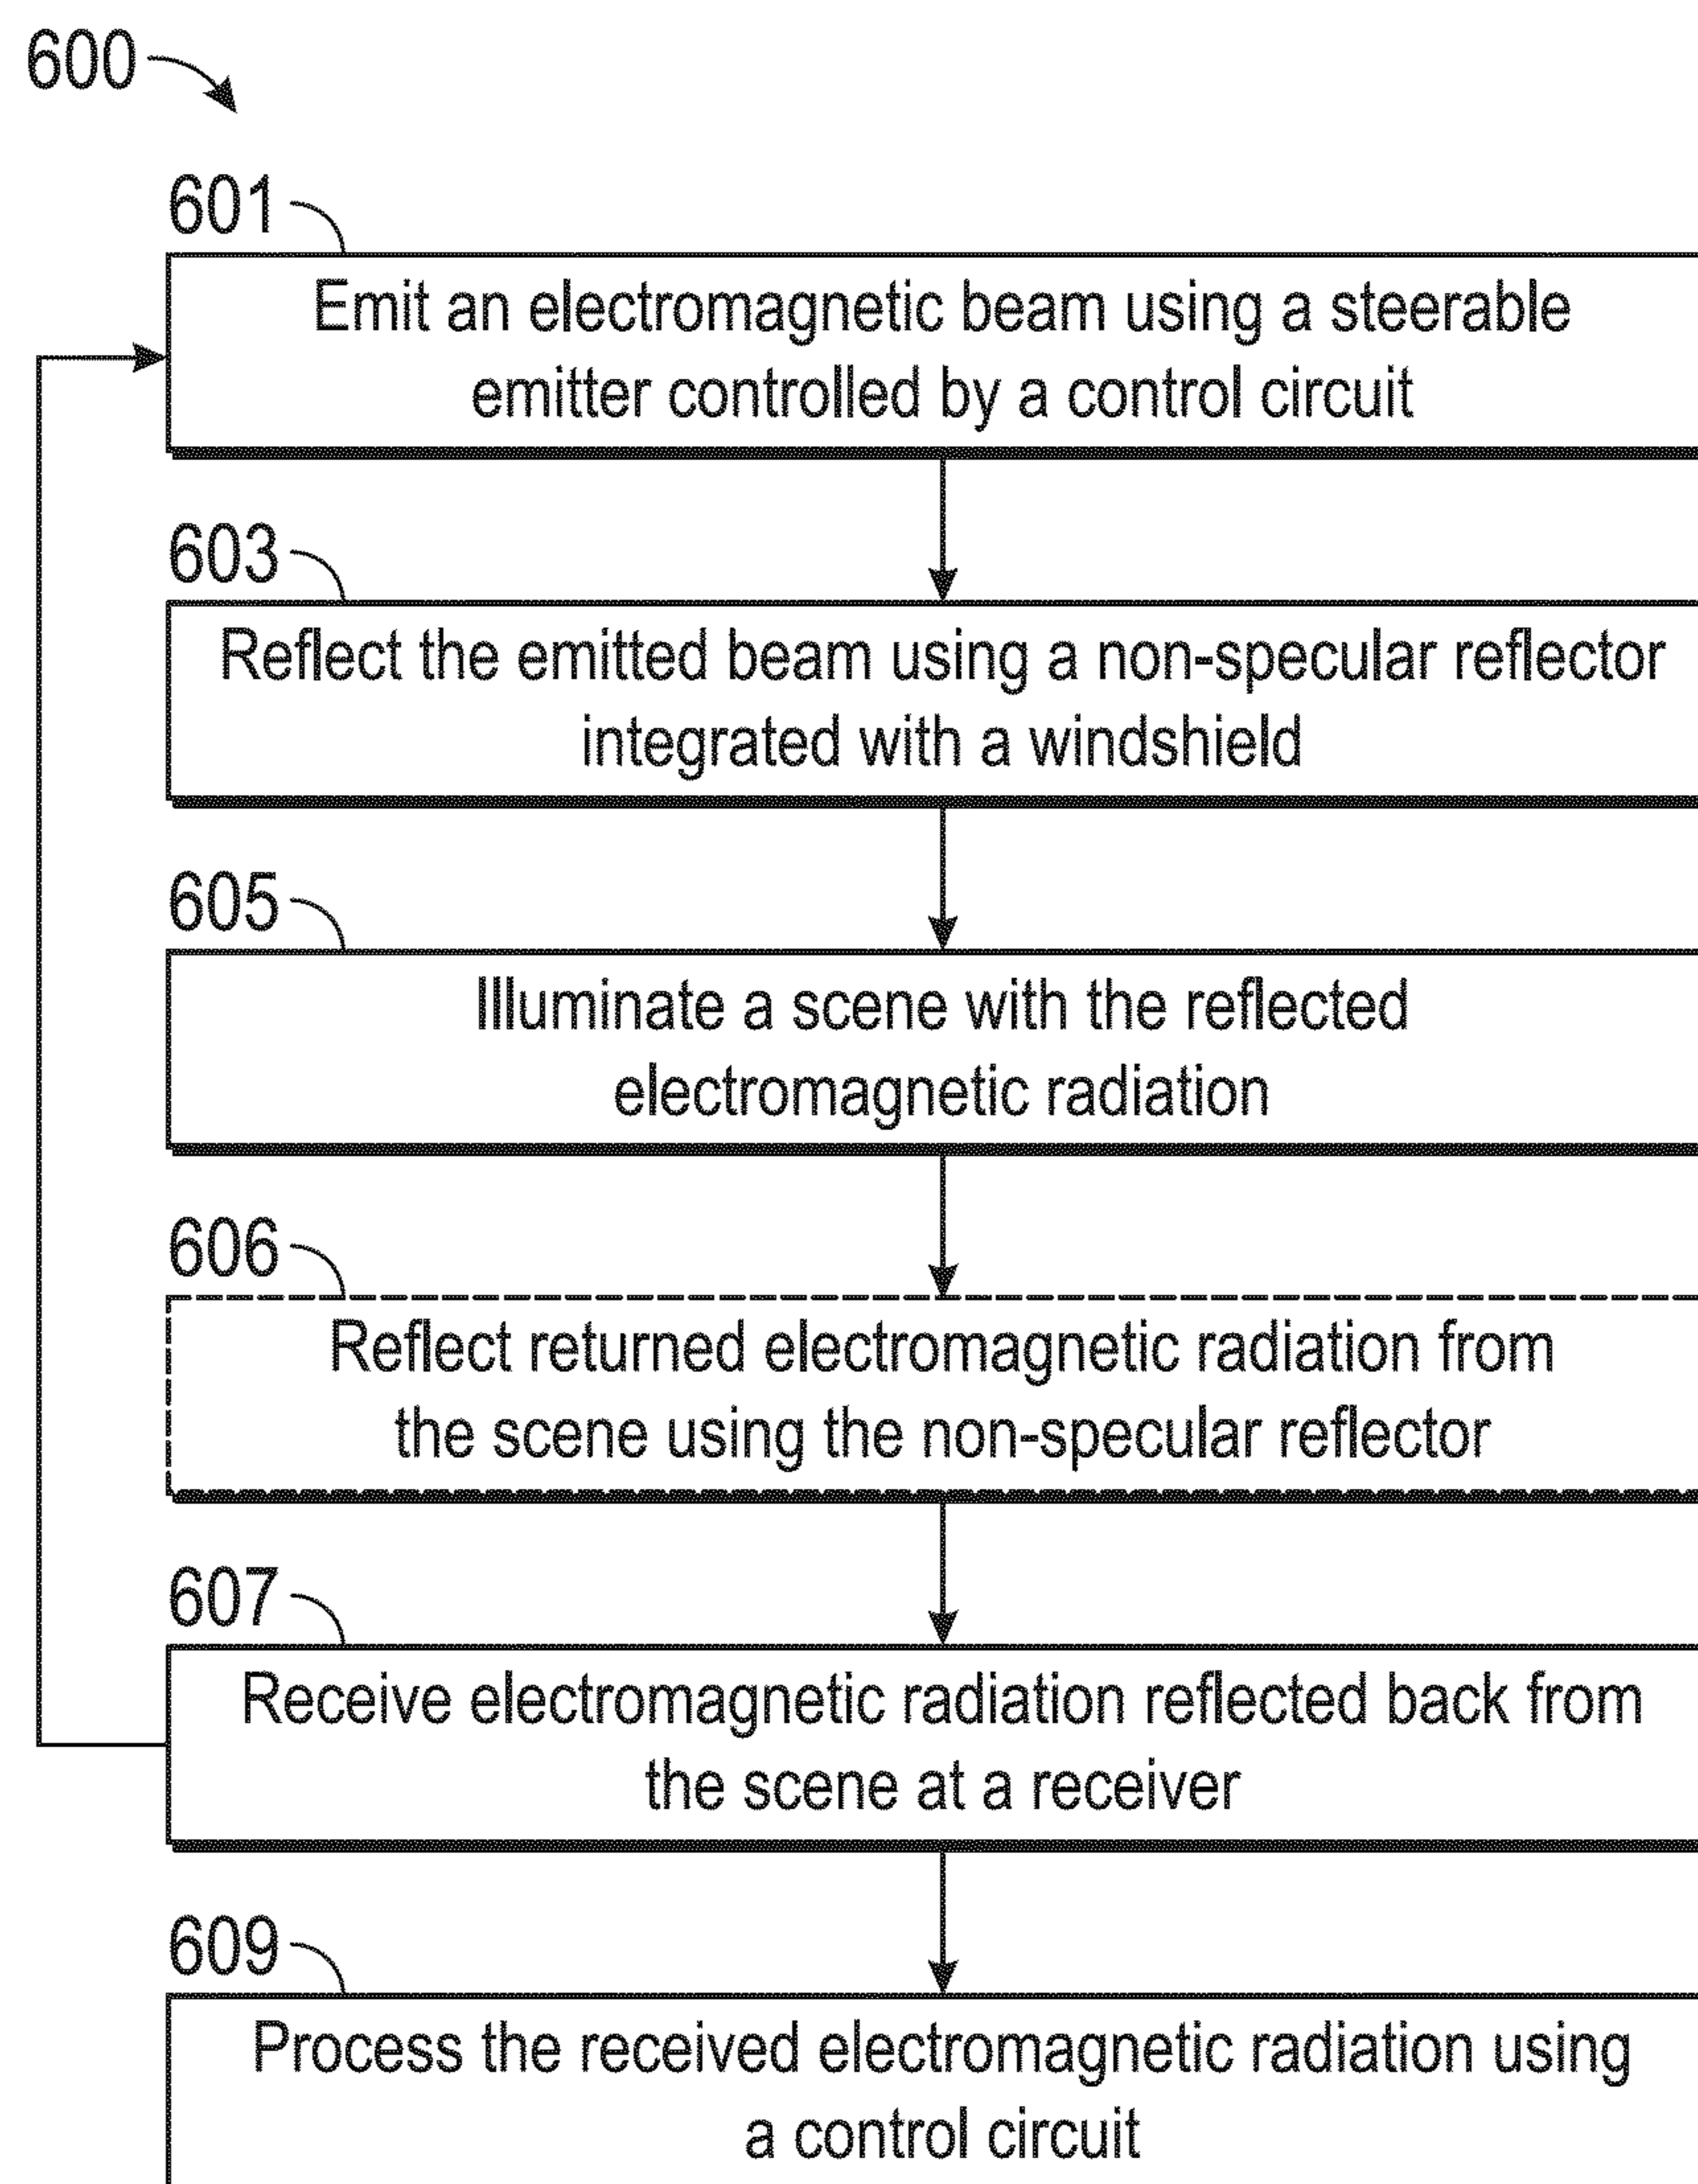 600
601
Emit an electromagnetic beam using a steerable
emitter controlled by a control circuit
603
Reflect the emitted beam using a non-specular reflector
integrated with a windshield
605
Illuminate a scene with the reflected
electromagnetic radiation
606
Reflect returned electromagnetic radiation from
the scene using the non-specular reflector
607
Receive electromagnetic radiation reflected back from
the scene at a receiver
609
Process the received electromagnetic radiation using
a control circuit